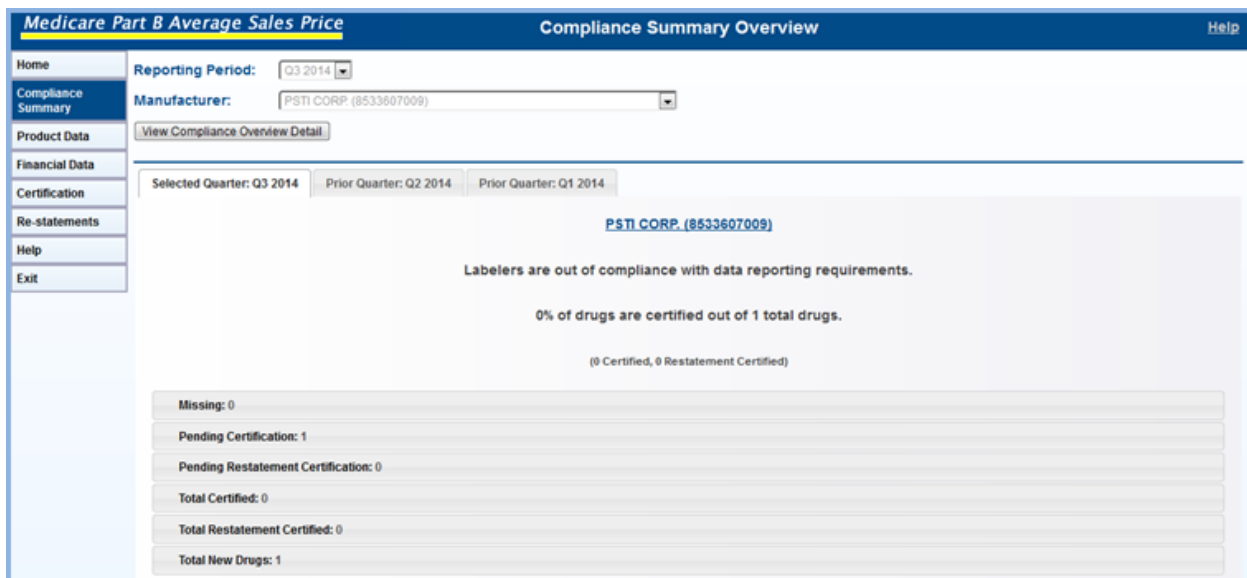 Medicare Part B Average Sales Price
Compliance Summary Overview
Help
Home
Compliance
Summary
Product Data
Financial Data
Certification
Re-statements
Help
Exit
Reporting Period: Q3 2014
Manufacturer: PSTI CORP. (8533607009)
View Compliance Overview Detail
Selected Quarter: Q3 2014 Prior Quarter: Q2 2014 Prior Quarter: Q1 2014
PSTI CORP. (8533607009)
Labelers are out of compliance with data reporting requirements.
0% of drugs are certified out of 1 total drugs.
(0 Certified, 0 Restatement Certified)
Missing: 0
Pending Certification: 1
Pending Restatement Certification: 0
Total Certified: 0
Total Restatement Certified: 0
Total New Drugs: 1